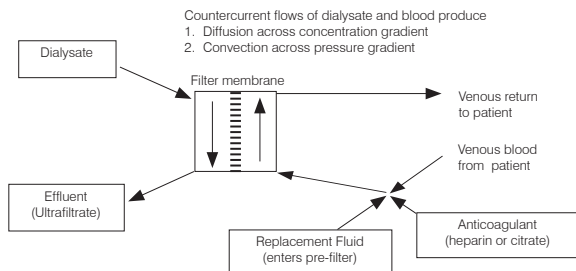 Countercurrent flows of dialysate and blood produce
1. Diffusion across concentration gradient
2. Convection across pressure gradient
Dialysate
Filter membrane
Venous return
to patient
Venous blood
from patient
Effluent
(Ultrafiltrate)
Anticoagulant
(heparin or citrate)
Replacement Fluid
(enters pre-filter)